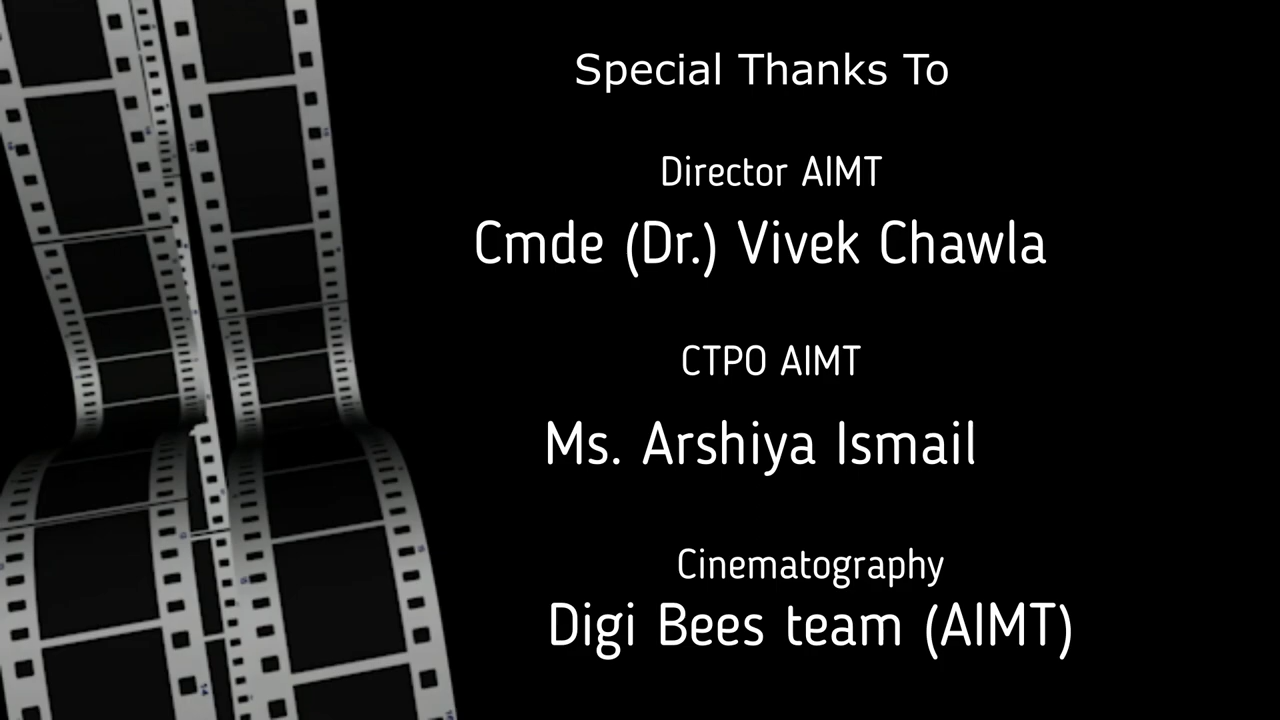 Special Thanks To
Director AIMT
Cmde (Dr.) Vivek Chawla
CTPO AIMT
Ms. Arshiya Ismail
Cinematography
Digi Bees team (AIMT)